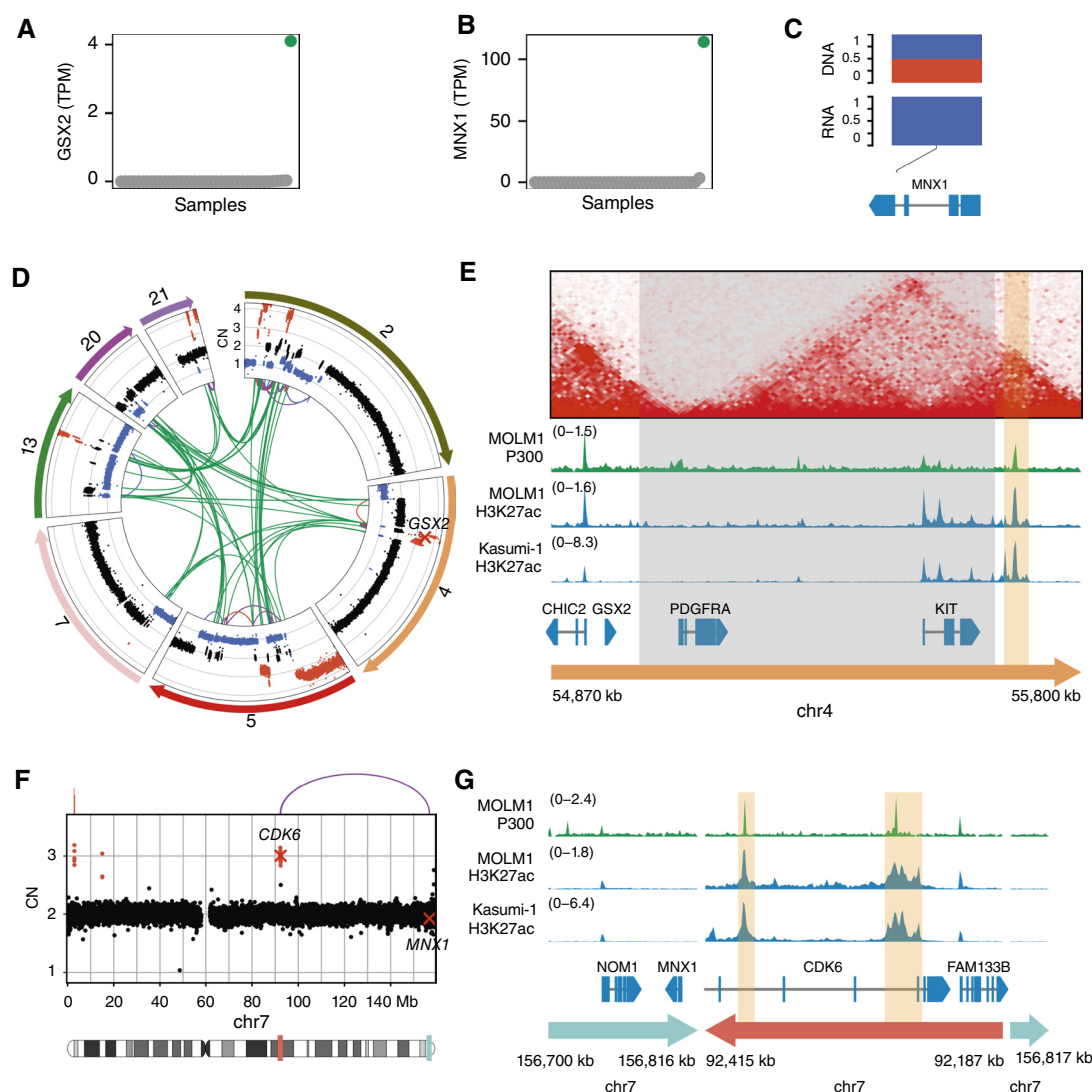 A
GSX2 (TPM)
4
2
0
Samples
B
MNX1 (TPM)
100
50
0
Samples
C
DNA
1
0.5
0
RNA
1
0.5
0
MNX1
D
2
4
5
7
13
20
21
CN
4
3
2
1
GSX2
E
MOLM1
P300
(0–1.5)
MOLM1
H3K27ac
(0–1.6)
Kasumi-1
H3K27ac
(0–8.3)
CHIC2 GSX2 PDGFRA KIT
54,870 kb 55,800 kb
chr4
F
CN
3
2
1
CDK6
MNX1
0 20 40 60 80 100 120 140 Mb
chr7
G
MOLM1
P300
(0–2.4)
MOLM1
H3K27ac
(0–1.8)
Kasumi-1
H3K27ac
(0–6.4)
NOM1 MNX1 CDK6 FAM133B
156,700 kb 156,816 kb 92,415 kb 92,187 kb 156,817 kb
chr7 chr7 chr7